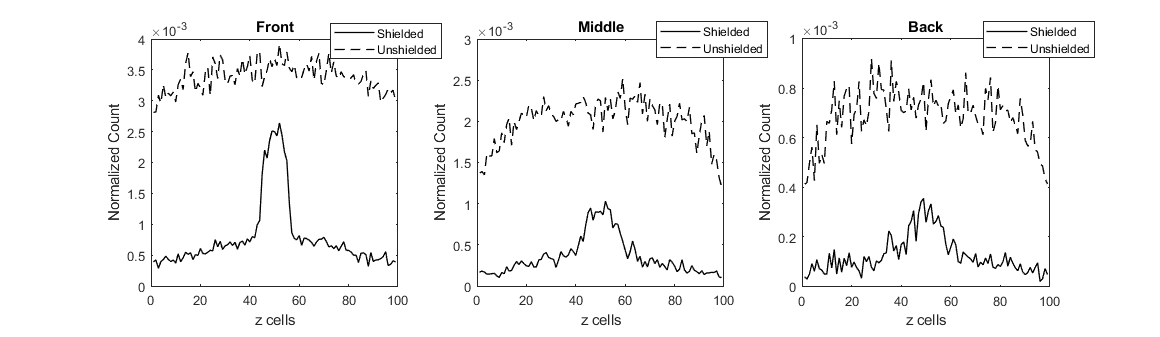 Front
×10⁻³
Shielded
Unshielded
4
3.5
3
2.5
2
1.5
1
0.5
0
Normalized Count
0 20 40 60 80 100
z cells
Middle
×10⁻³
Shielded
Unshielded
3
2.5
2
1.5
1
0.5
0
Normalized Count
0 20 40 60 80 100
z cells
Back
×10⁻³
Shielded
Unshielded
1
0.8
0.6
0.4
0.2
0
Normalized Count
0 20 40 60 80 100
z cells